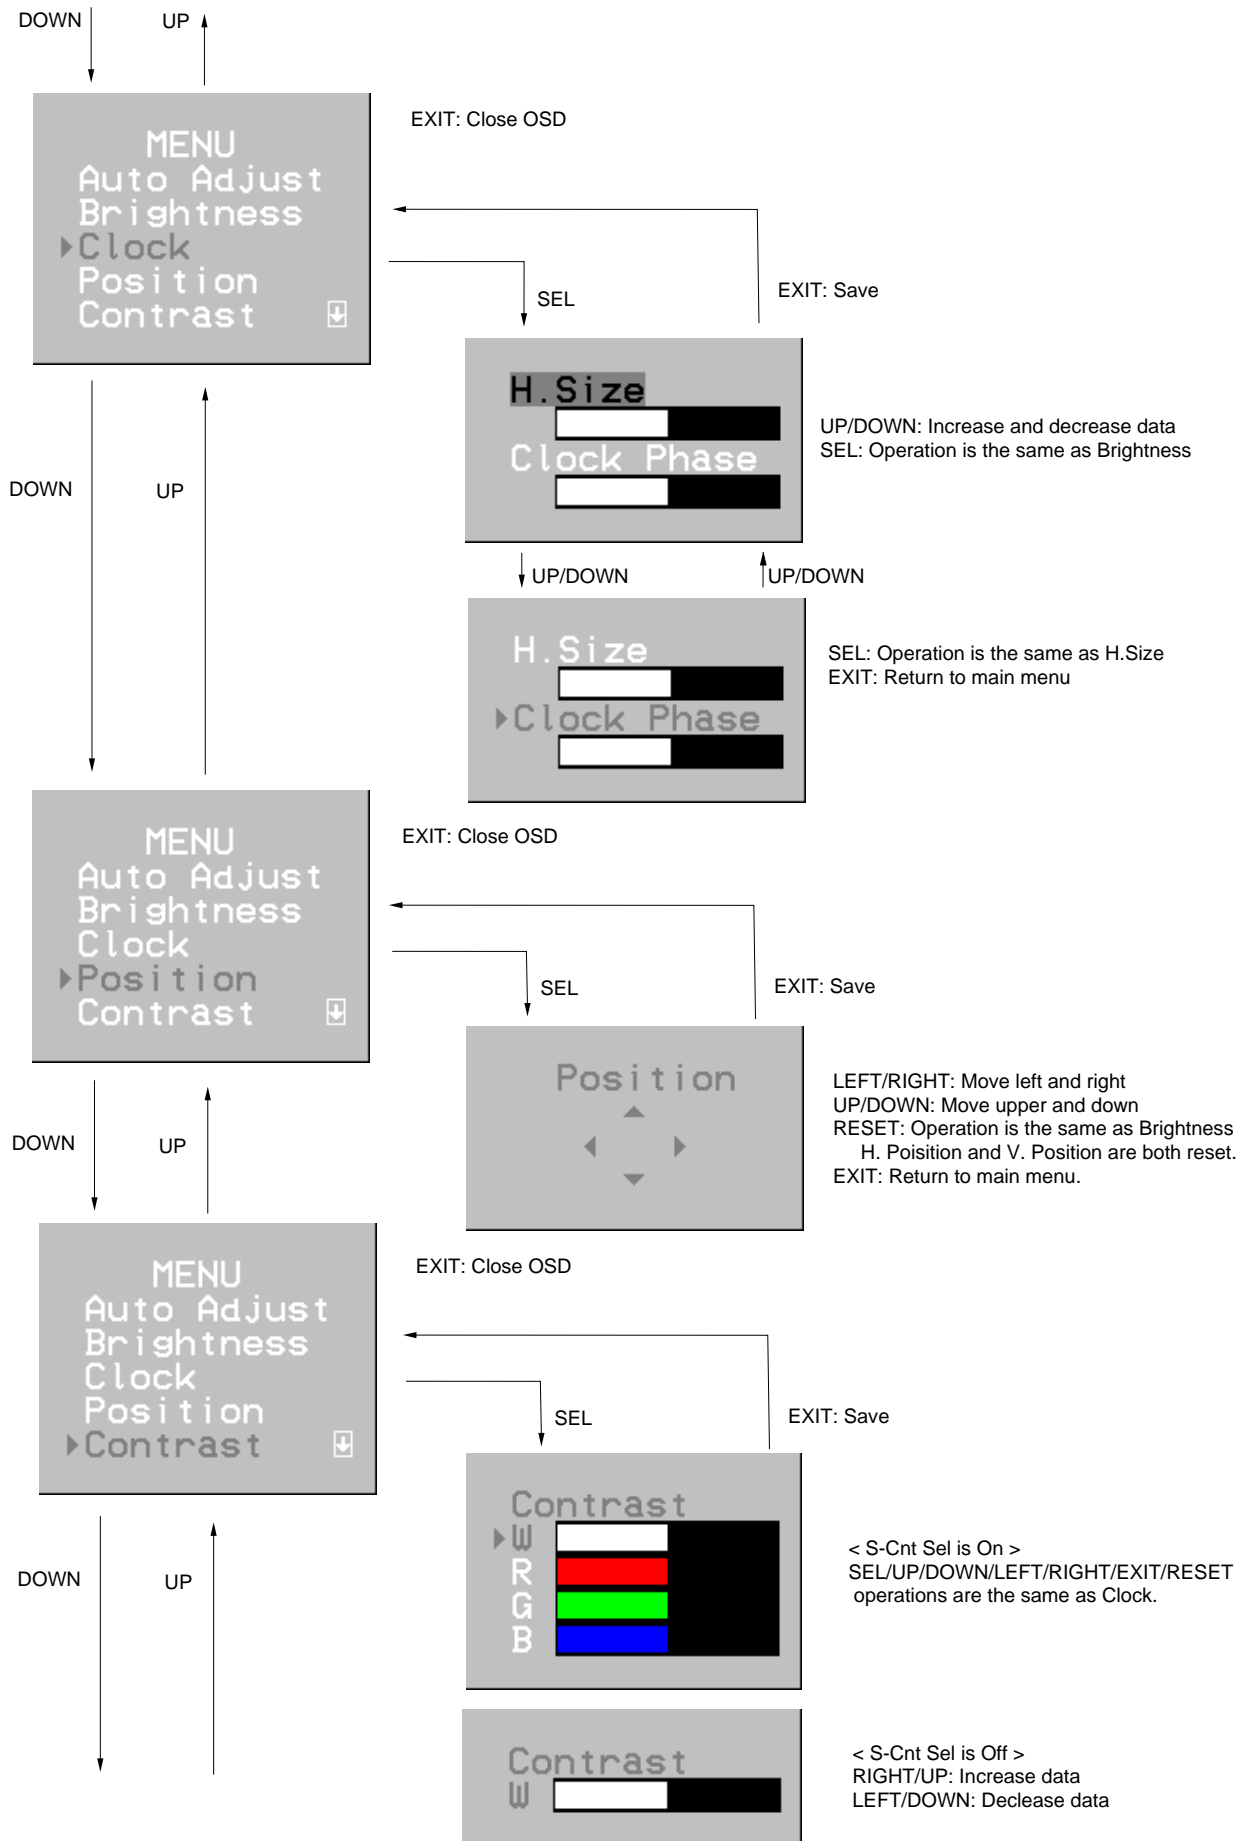 DOWN
UP
MENU
Auto Adjust
Brightness
Clock
Position
Contrast
EXIT: Close OSD
SEL
EXIT: Save
H.Size
Clock Phase
UP/DOWN: Increase and decrease data
SEL: Operation is the same as Brightness
DOWN
UP
UP/DOWN
UP/DOWN
H.Size
Clock Phase
SEL: Operation is the same as H.Size
EXIT: Return to main menu
MENU
Auto Adjust
Brightness
Clock
Position
Contrast
EXIT: Close OSD
SEL
EXIT: Save
Position
LEFT/RIGHT: Move left and right
UP/DOWN: Move upper and down
RESET: Operation is the same as Brightness
H. Poisition and V. Position are both reset.
EXIT: Return to main menu.
DOWN
UP
MENU
Auto Adjust
Brightness
Clock
Position
Contrast
EXIT: Close OSD
SEL
EXIT: Save
Contrast
W
R
G
B
< S-Cnt Sel is On >
SEL/UP/DOWN/LEFT/RIGHT/EXIT/RESET
operations are the same as Clock.
DOWN
UP
Contrast
W
< S-Cnt Sel is Off >
RIGHT/UP: Increase data
LEFT/DOWN: Declease data